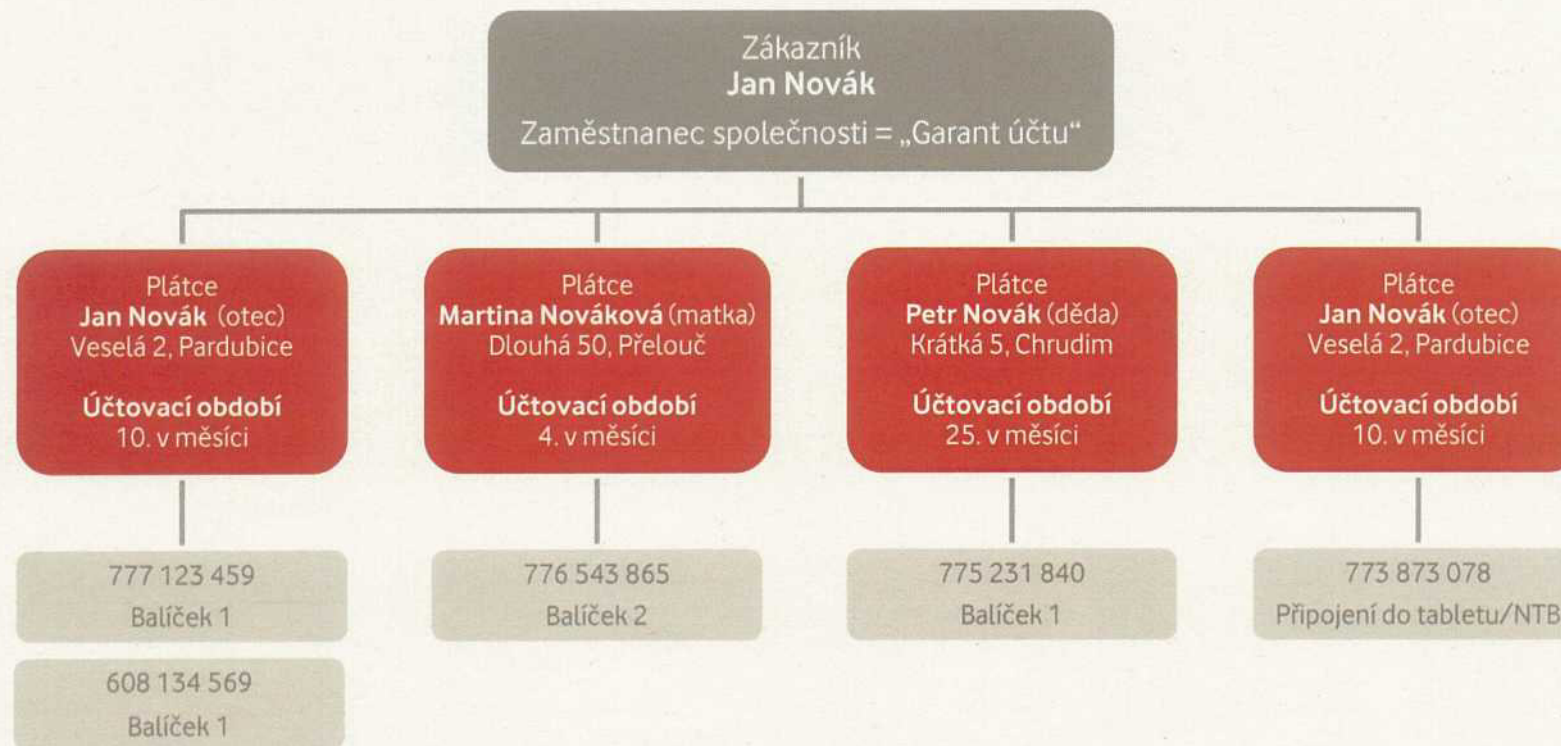 Zákazník
Jan Novák
Zaměstnanec společnosti = „Garant účtu“
Plátce
Jan Novák (otec)
Veselá 2, Pardubice
Účtovací období
10. v měsíci
777 123 459
Balíček 1
608 134 569
Balíček 1
Plátce
Martina Nováková (matka)
Dlouhá 50, Přelouč
Účtovací období
4. v měsíci
776 543 865
Balíček 2
Plátce
Petr Novák (děda)
Krátká 5, Chrudim
Účtovací období
25. v měsíci
775 231 840
Balíček 1
Plátce
Jan Novák (otec)
Veselá 2, Pardubice
Účtovací období
10. v měsíci
773 873 078
Připojení do tabletu/NTB